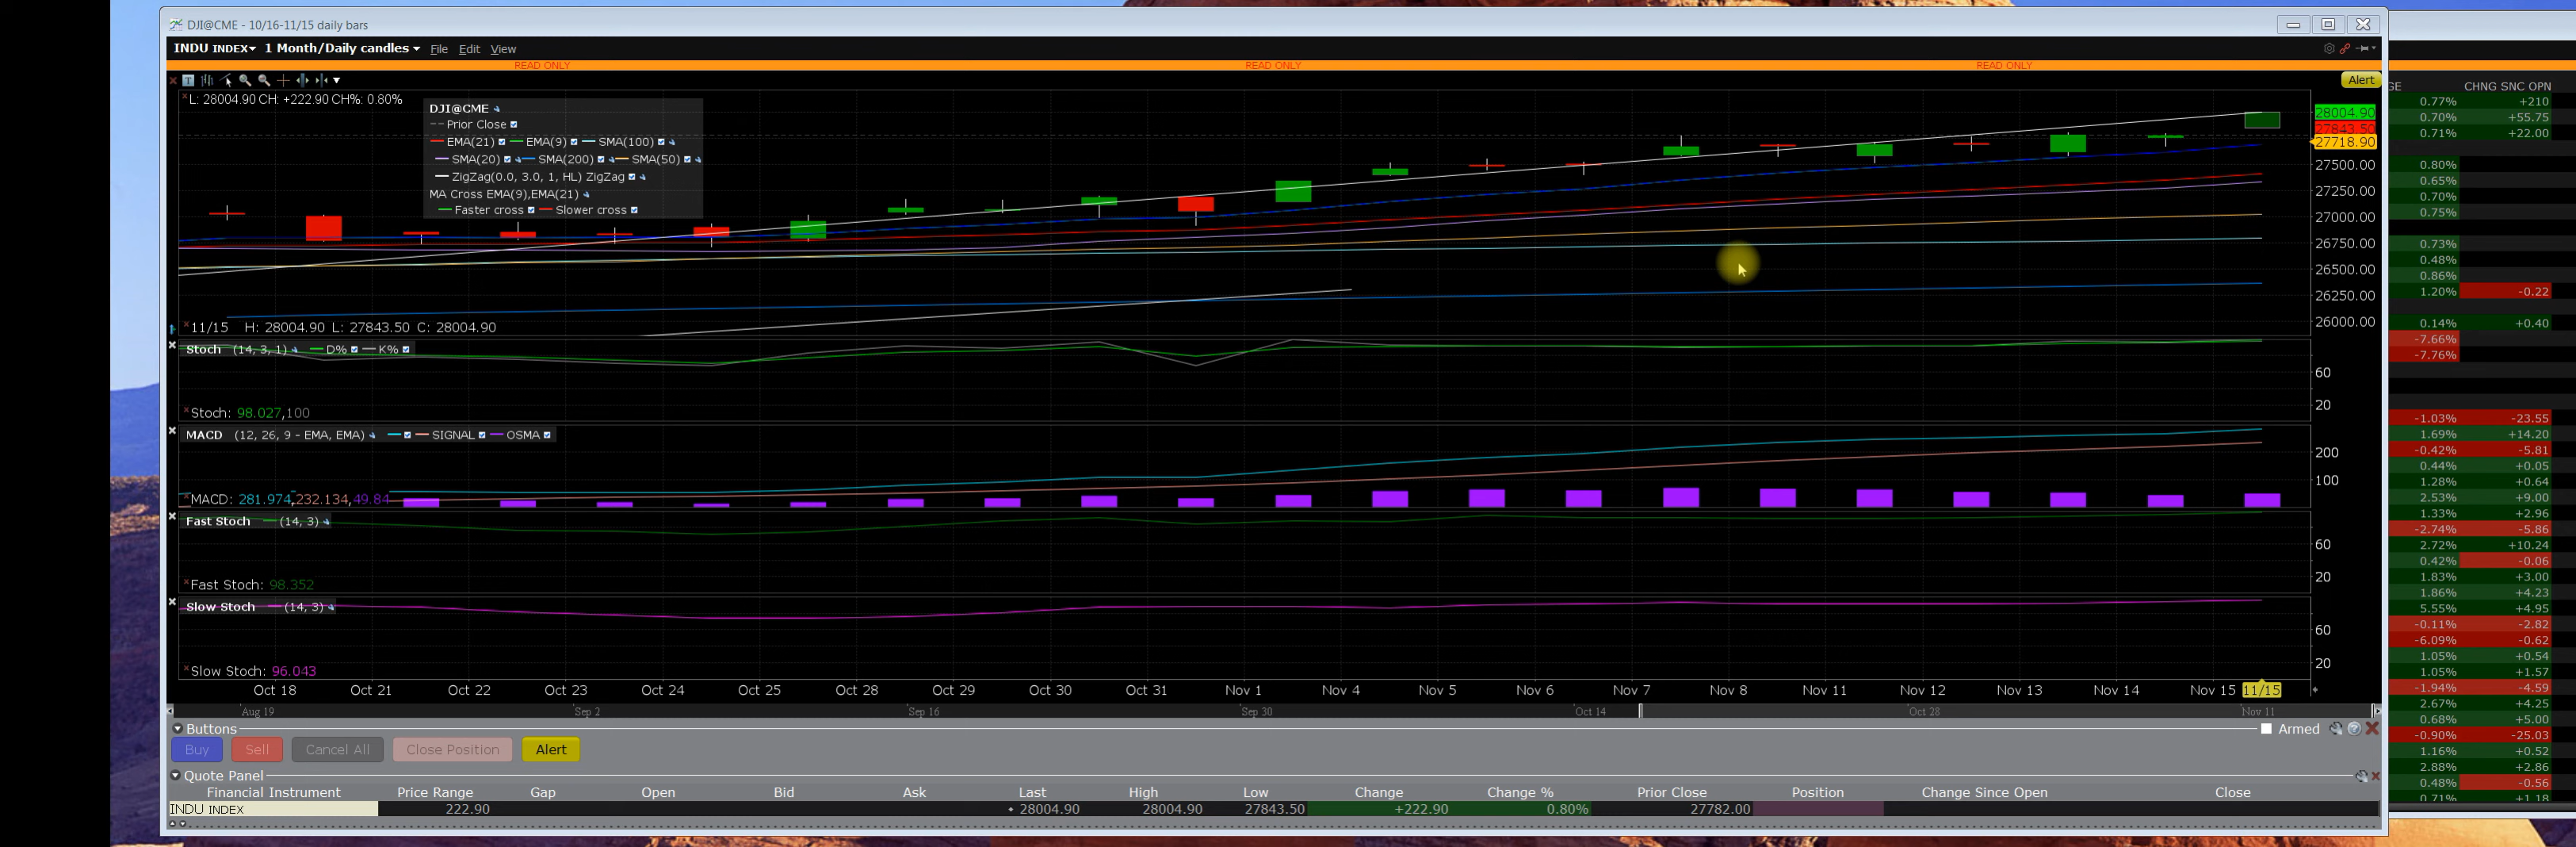 DJI@CME - 10/16-11/15 daily bars
INDU INDEX 1 Month/Daily candles File Edit View
READ ONLY READ ONLY READ ONLY
Alert
L: 28004.90 CH: +222.90 CH%: 0.80%
DJI@CME
Prior Close
EMA(21) EMA(9) SMA(100)
SMA(20) SMA(200) SMA(50)
ZigZag(0.0, 3.0, 1, HL) ZigZag
MA Cross EMA(9),EMA(21)
Faster cross Slower cross
28004.90
27843.50
27718.90
27500.00
27250.00
27000.00
26750.00
26500.00
26250.00
26000.00
11/15 H: 28004.90 L: 27843.50 C: 28004.90
Stoch (14, 3, 1) D% K%
60
20
Stoch: 98.027,100
MACD (12, 26, 9 - EMA, EMA) SIGNAL OSMA
200
100
MACD: 281.974,232.134,49.84
Fast Stoch (14, 3)
60
20
Fast Stoch: 98.352
Slow Stoch (14, 3)
60
20
Slow Stoch: 96.043
Oct 18 Oct 21 Oct 22 Oct 23 Oct 24 Oct 25 Oct 28 Oct 29 Oct 30 Oct 31 Nov 1 Nov 4 Nov 5 Nov 6 Nov 7 Nov 8 Nov 11 Nov 12 Nov 13 Nov 14 Nov 15 11/15
Aug 19 Sep 2 Sep 16 Sep 30 Oct 14 Oct 28 Nov 11
Buttons Armed
Buy Sell Cancel All Close Position Alert
Quote Panel
Financial Instrument Price Range Gap Open Bid Ask Last High Low Change Change % Prior Close Position Change Since Open Close
INDU INDEX 222.90 28004.90 28004.90 27843.50 +222.90 0.80% 27782.00
GE CHNG SNC OPN
0.77% +210
0.70% +55.75
0.71% +22.00
0.80%
0.65%
0.70%
0.75%
0.73%
0.48%
0.86%
1.20% -0.22
0.14% +0.40
-7.66%
-7.76%
-1.03% -23.55
1.69% +14.20
-0.42% -5.81
0.44% +0.05
1.28% +0.64
2.53% +9.00
1.33% +2.96
-2.74% -5.86
2.72% +10.24
0.42% -0.06
1.83% +3.00
1.86% +4.23
5.55% +4.95
-0.11% -2.82
-6.09% -0.62
1.05% +0.54
1.05% +1.57
-1.94% -4.59
2.67% +4.25
0.68% +5.00
-0.90% -25.03
1.16% +0.52
2.88% +2.86
0.48% -0.56
0.71% +1.18